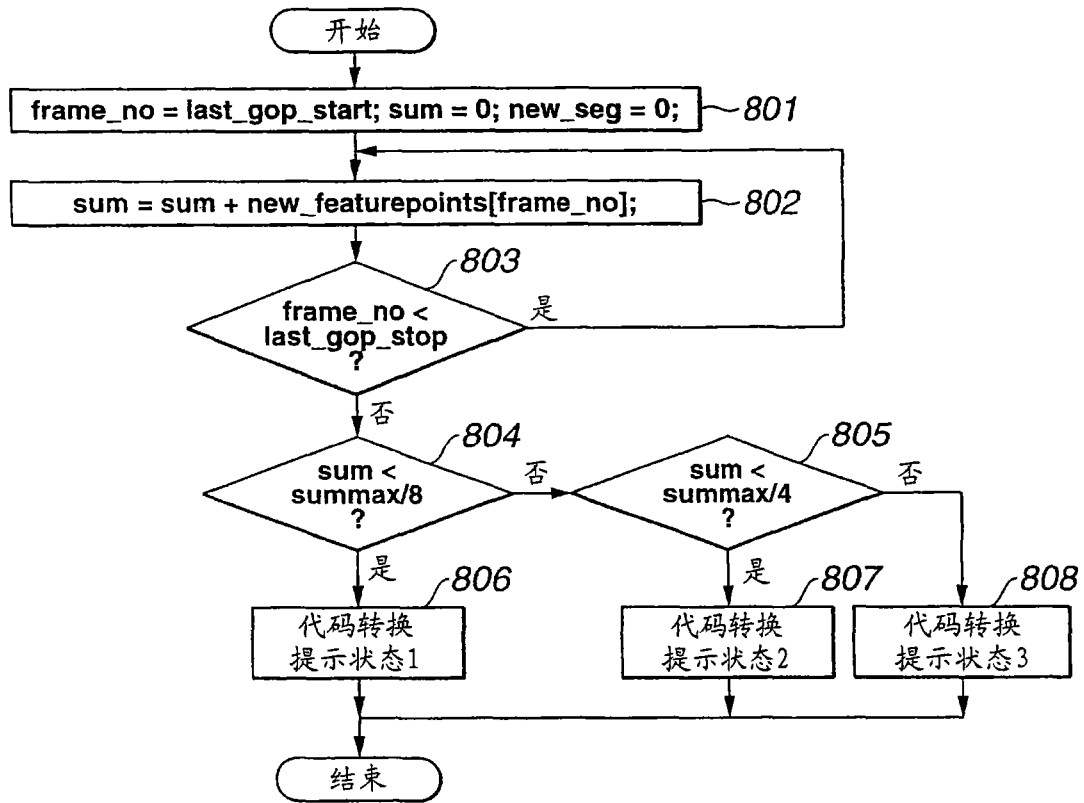 开始
frame_no = last_gop_start; sum = 0; new_seg = 0;
801
sum = sum + new_featurepoints[frame_no];
802
803
frame_no <
last_gop_stop
?
是
否
804
sum <
summax/8
?
否
805
sum <
summax/4
?
否
是
是
806
代码转换
提示状态1
807
代码转换
提示状态2
808
代码转换
提示状态3
结束